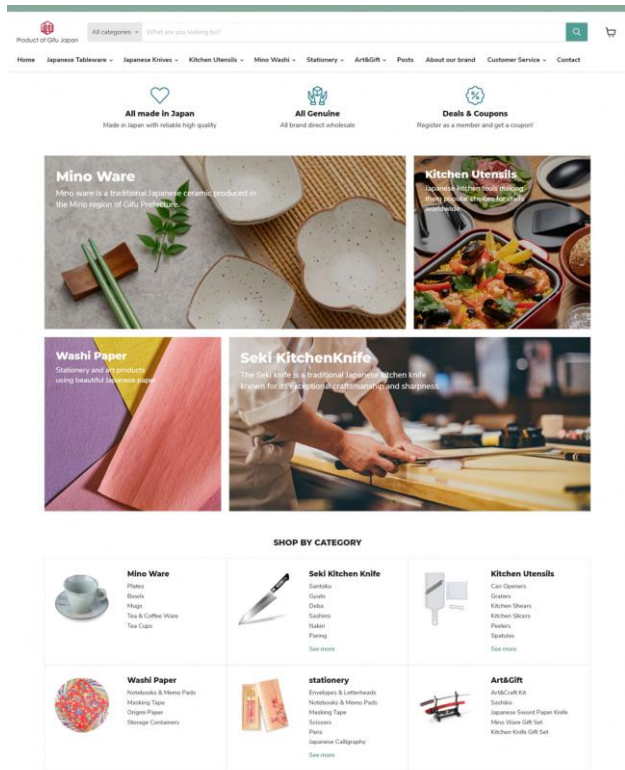 Product of Gifu Japan
All categories
What are you looking for?
Home Japanese Tableware Japanese Knives Kitchen Utensils Mino Washi Stationery Art&Gift Posts About our brand Customer Service Contact
All made in Japan
Made in Japan with reliable high quality
All Genuine
All brand direct wholesale
Deals & Coupons
Register as a member and get a coupon!
Mino Ware
Mino ware is a traditional Japanese ceramic produced in
the Mino region of Gifu Prefecture.
Kitchen Utensils
Japanese kitchen tools making
them popular choices for chefs
worldwide.
Washi Paper
Stationery and art products
using beautiful Japanese paper
Seki KitchenKnife
The Seki knife is a traditional Japanese kitchen knife
known for its exceptional craftsmanship and sharpness.
SHOP BY CATEGORY
Mino Ware
Plates
Bowls
Mugs
Tea & Coffee Ware
Tea Cups
Seki Kitchen Knife
Santoku
Gyuto
Deba
Sashimi
Nakiri
Paring
See more
Kitchen Utensils
Can Openers
Graters
Kitchen Shears
Kitchen Slicers
Peelers
Spatulas
See more
Washi Paper
Notebooks & Memo Pads
Masking Tape
Origmi Paper
Storage Containers
stationery
Envelopes & Letterheads
Notebooks & Memo Pads
Masking Tape
Scissors
Pens
Japanese Calligraphy
See more
Art&Gift
Art&Craft Kit
Sashiko
Japanese Sword Paper Knife
Mino Ware Gift Set
Kitchen Knife Gift Set